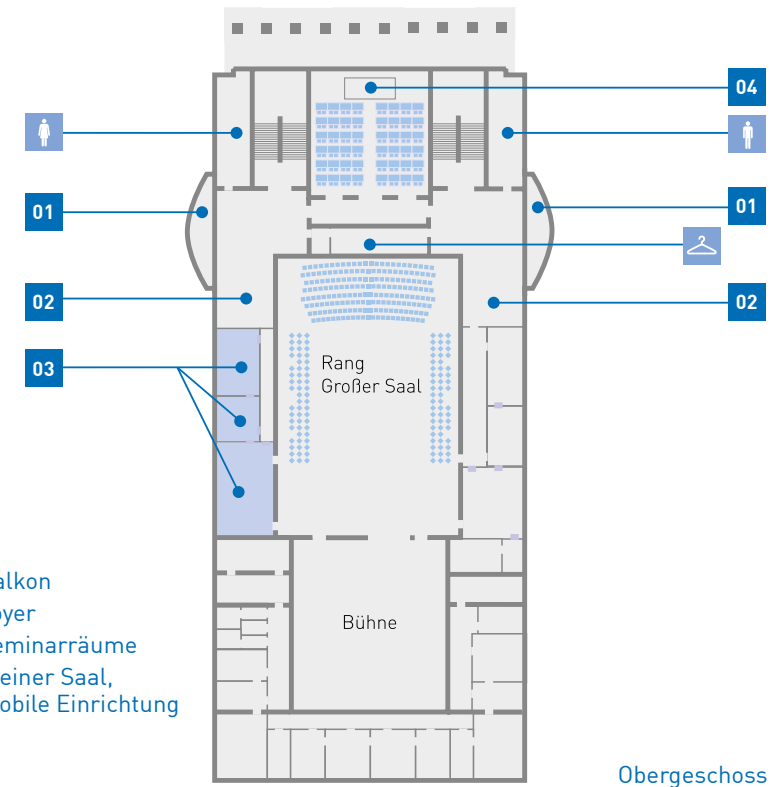 04
01
01
02
02
03
Rang
Großer Saal
Bühne
alkon
oyer
eminarräume
einer Saal,
obile Einrichtung
Obergeschoss